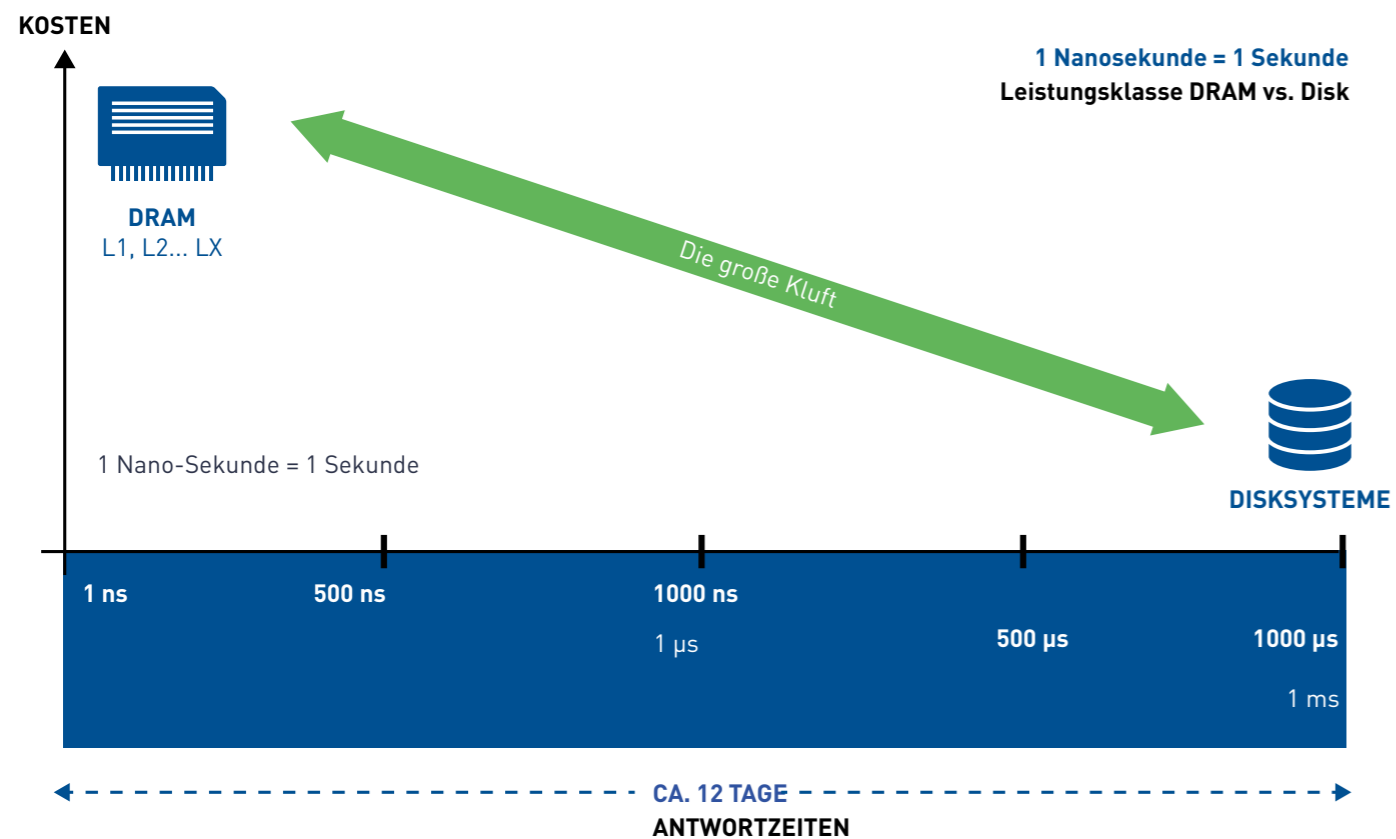 KOSTEN
1 Nanosekunde = 1 Sekunde
Leistungsklasse DRAM vs. Disk
DRAM
L1, L2... LX
Die große Kluft
1 Nano-Sekunde = 1 Sekunde
DISKSYSTEME
1 ns
500 ns
1000 ns
1 µs
500 µs
1000 µs
1 ms
CA. 12 TAGE
ANTWORTZEITEN